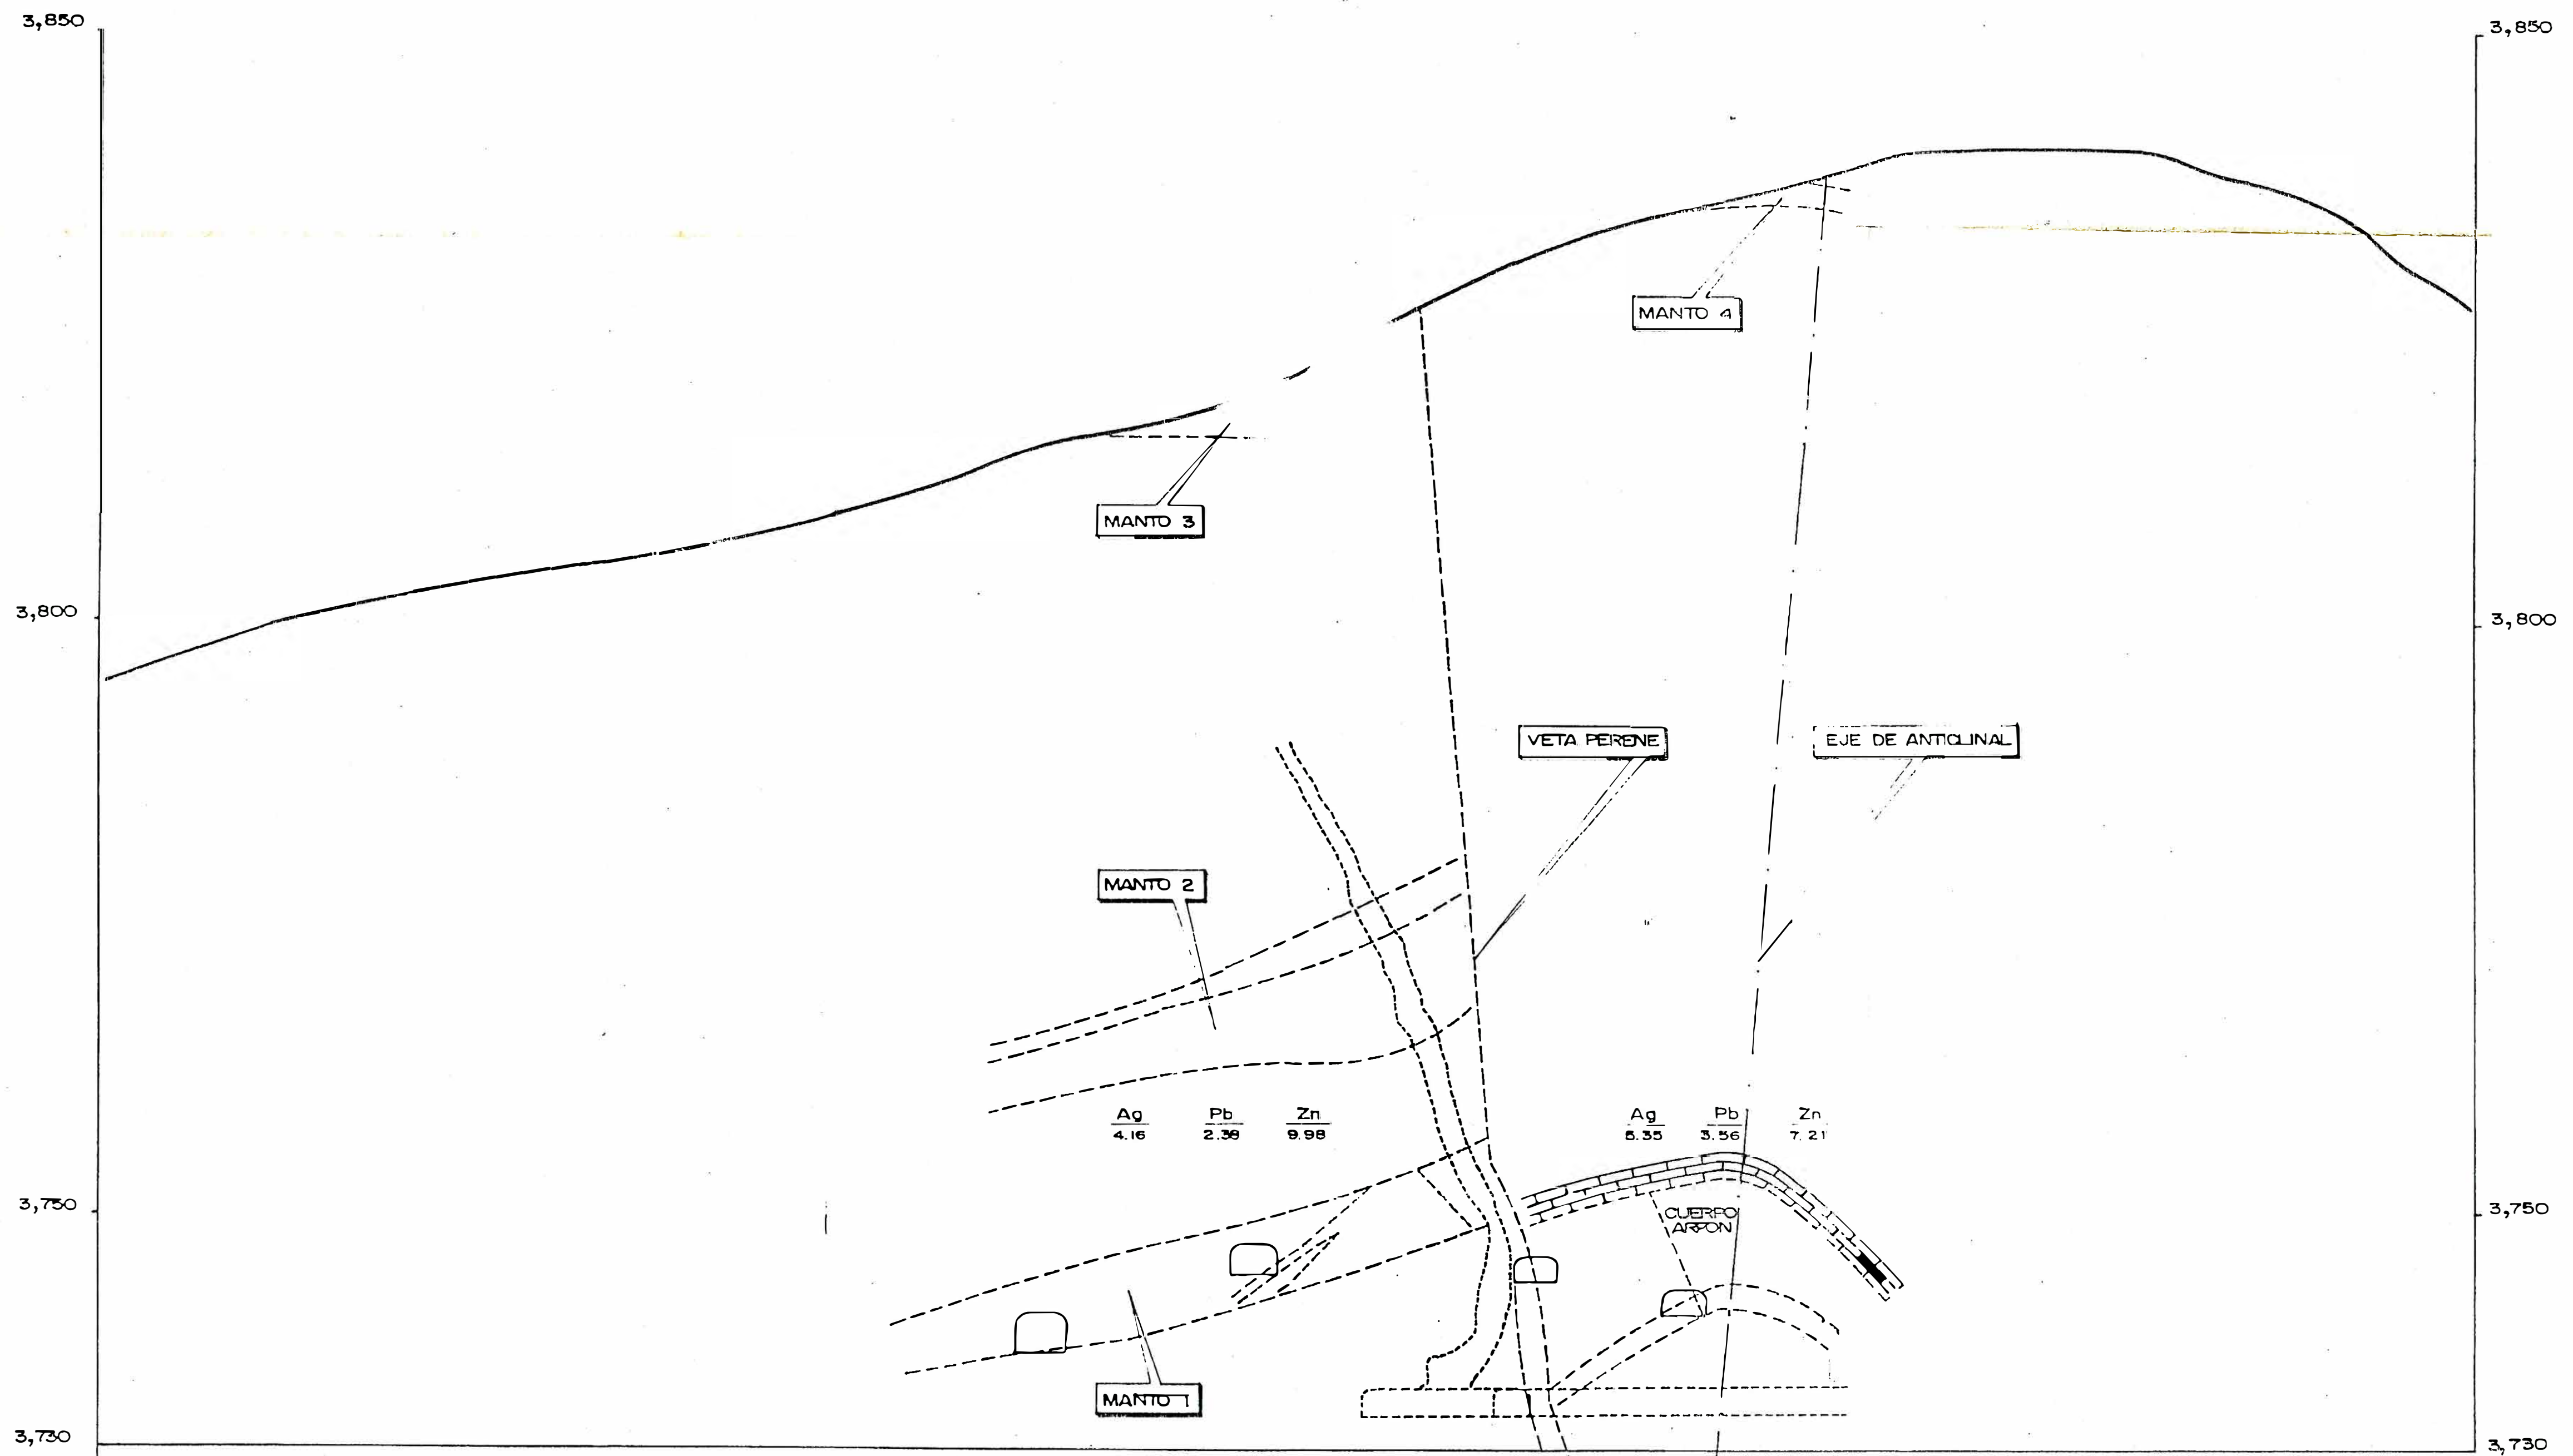 3,850
3,850
MANTO 4
MANTO 3
3,800
3,800
VETA PERENE
EJE DE ANTICLINAL
MANTO 2
Ag Pb Zn
4.16 2.38 9.98
Ag Pb Zn
5.35 3.56 7.21
3,750
3,750
CUERPO
ARPON
MANTO 1
3,730
3,730